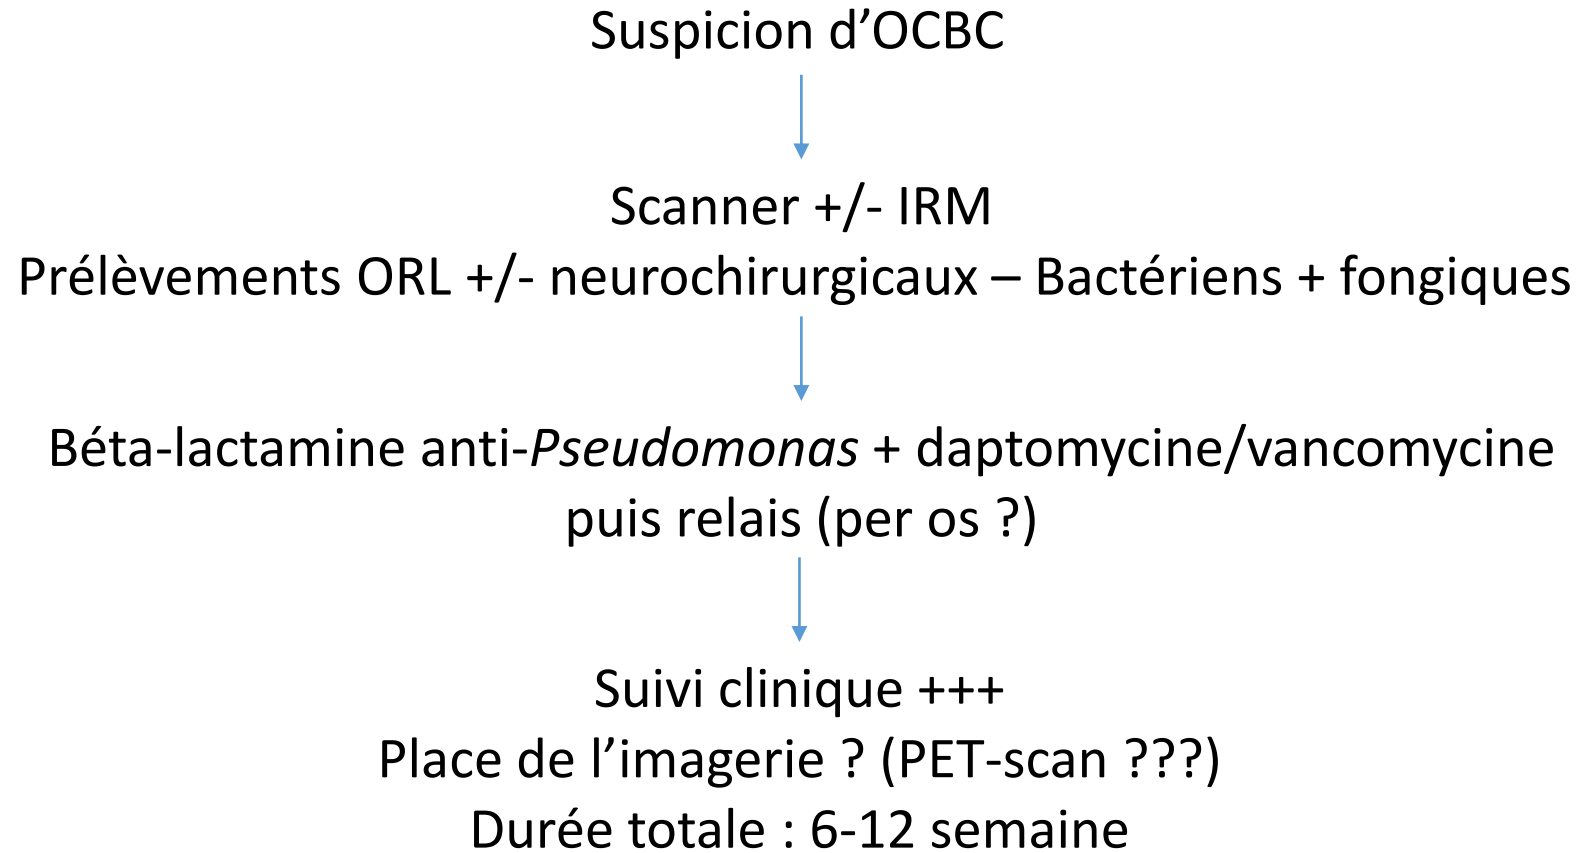 Suspicion d’OCBC
Scanner +/- IRM
Prélèvements ORL +/- neurochirurgicaux – Bactériens + fongiques
Béta-lactamine anti-Pseudomonas + daptomycine/vancomycine
puis relais (per os ?)
Suivi clinique +++
Place de l’imagerie ? (PET-scan ???)
Durée totale : 6-12 semaine